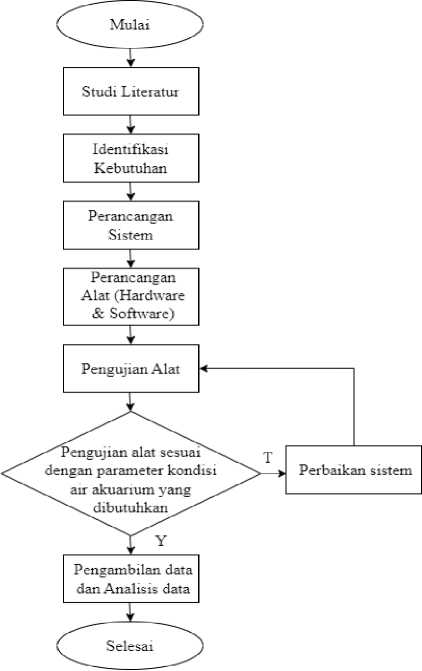 Mulai
Studi Literatur
Identifikasi
Kebutuhan
Perancangan
Sistem
Perancangan
Alat (Hardware
& Software)
Pengujian Alat
Pengujian alat sesuai
dengan parameter kondisi
air akuarium yang
dibutuhkan
T
Perbaikan sistem
Y
Pengambilan data
dan Analisis data
Selesai